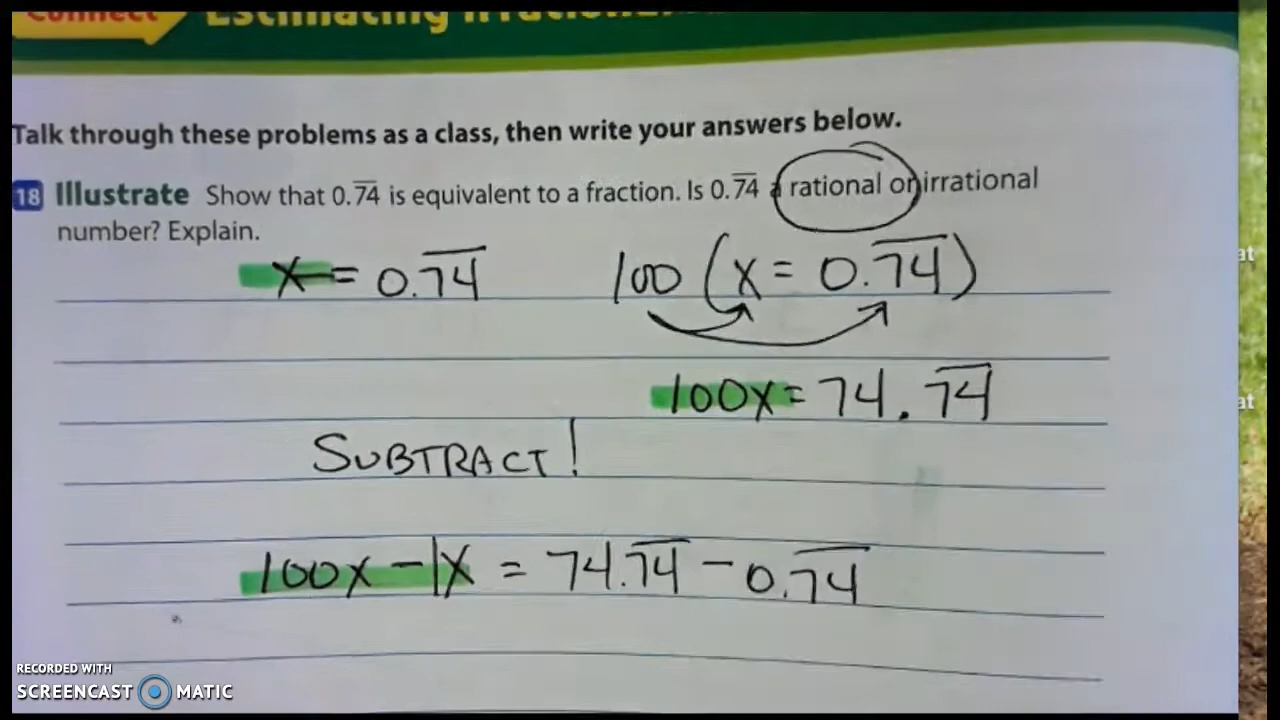 Connect Estimating Irrational
Talk through these problems as a class, then write your answers below.
18 Illustrate Show that 0.7̅4̅ is equivalent to a fraction. Is 0.7̅4̅ a rational or irrational
number? Explain.
x = 0.7̅4̅ 100 (x = 0.7̅4̅)
at
100x = 74.7̅4̅
at
SUBTRACT!
100x - 1x = 74.7̅4̅ - 0.7̅4̅
RECORDED WITH
SCREENCAST MATIC